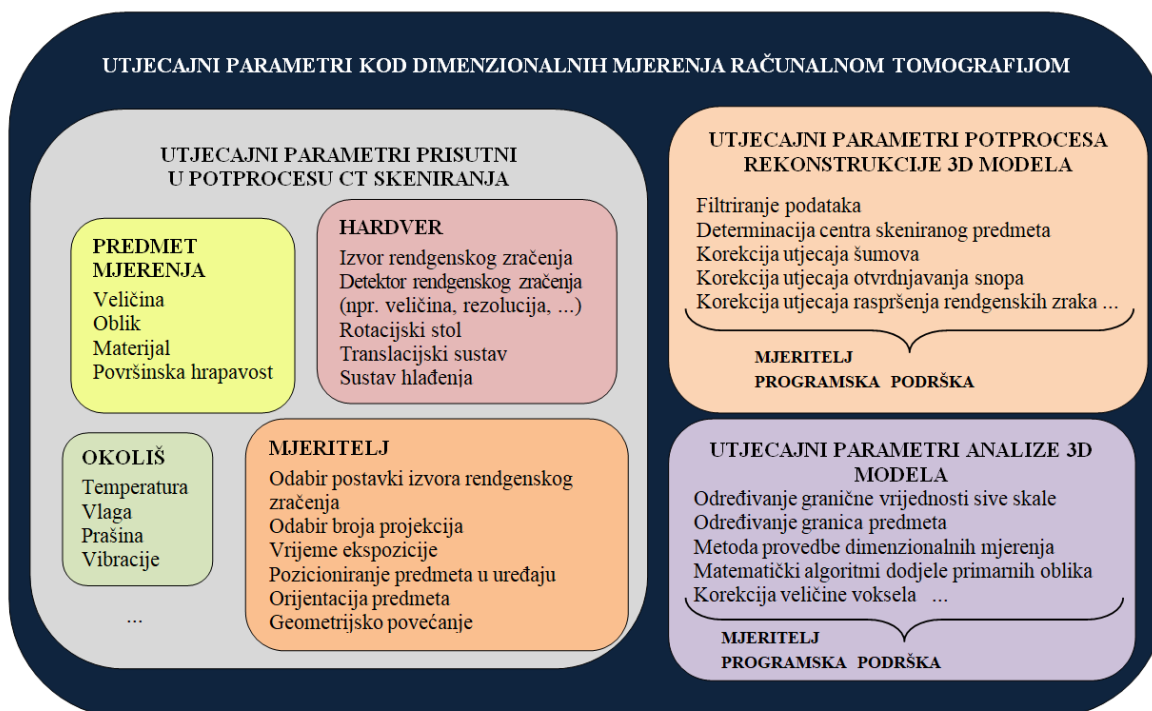 UTJECAJNI PARAMETRI KOD DIMENZIONALNIH MJERENJA RAČUNALNOM TOMOGRAFIJOM
UTJECAJNI PARAMETRI PRISUTNI
U POTPROCESU CT SKENIRANJA
PREDMET
MJERENJA
Veličina
Oblik
Materijal
Površinska hrapavost
HARDVER
Izvor rendgenskog zračenja
Detektor rendgenskog zračenja
(npr. veličina, rezolucija, ...)
Rotacijski stol
Translacijski sustav
Sustav hlađenja
OKOLIŠ
Temperatura
Vlaga
Prašina
Vibracije
...
MJERITELJ
Odabir postavki izvora rendgenskog
zračenja
Odabir broja projekcija
Vrijeme ekspozicije
Pozicioniranje predmeta u uređaju
Orijentacija predmeta
Geometrijsko povećanje
UTJECAJNI PARAMETRI POTPROCESA
REKONSTRUKCIJE 3D MODELA
Filtriranje podataka
Determinacija centra skeniranog predmeta
Korekcija utjecaja šumova
Korekcija utjecaja otvrdnjavanja snopa
Korekcija utjecaja raspršenja rendgenskih zraka ...
MJERITELJ
PROGRAMSKA PODRŠKA
UTJECAJNI PARAMETRI ANALIZE 3D
MODELA
Određivanje granične vrijednosti sive skale
Određivanje granica predmeta
Metoda provedbe dimenzionalnih mjerenja
Matematički algoritmi dodjele primarnih oblika
Korekcija veličine voksela ...
MJERITELJ
PROGRAMSKA PODRŠKA